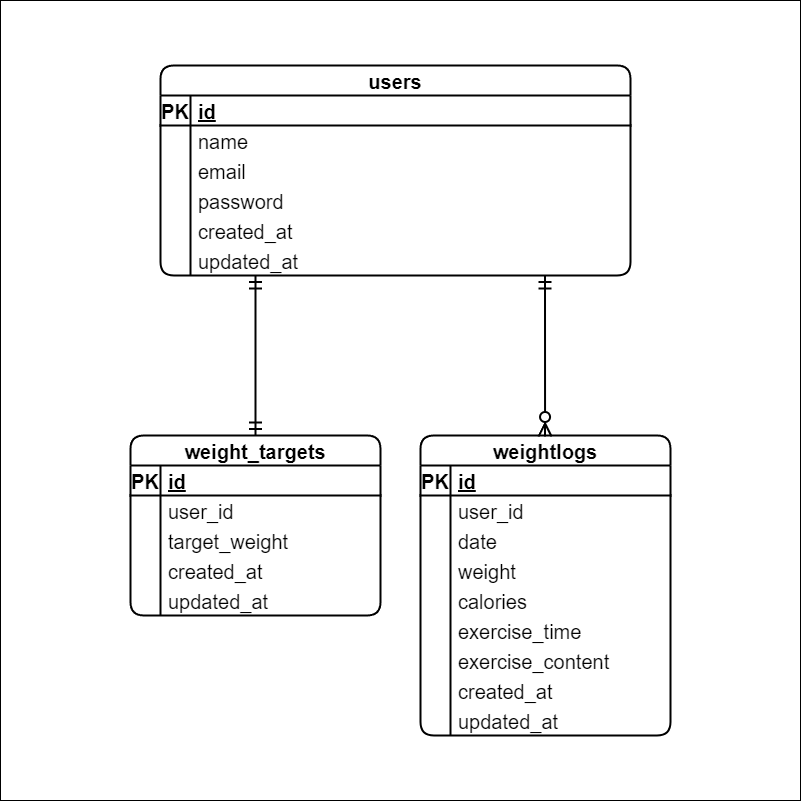 users
PK id
name
email
password
created_at
updated_at
weight_targets
PK id
user_id
target_weight
created_at
updated_at
weightlogs
PK id
user_id
date
weight
calories
exercise_time
exercise_content
created_at
updated_at